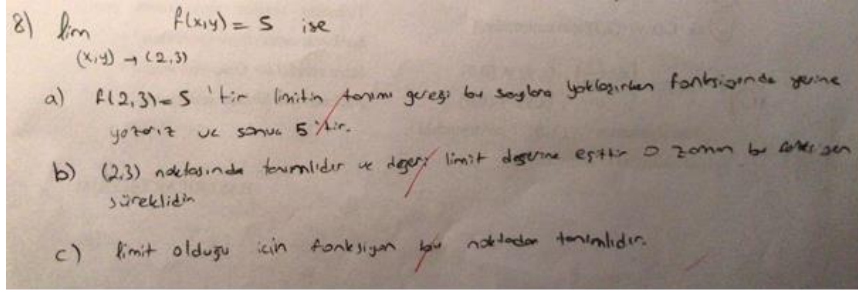 8) lim f(x,y) = 5 ise
(x,y) → (2,3)
a) f(2,3) = 5 'tir limitin tanımı gereği bu sayılara yaklaşırken fonksiyonda yerine
yazarız ve sonuç 5'tir.
b) (2,3) noktasında tanımlıdır ve değeri limit değerine eşittir o zaman bu fonksiyon
süreklidir
c) limit olduğu için fonksiyon bu noktadan tanımlıdır.